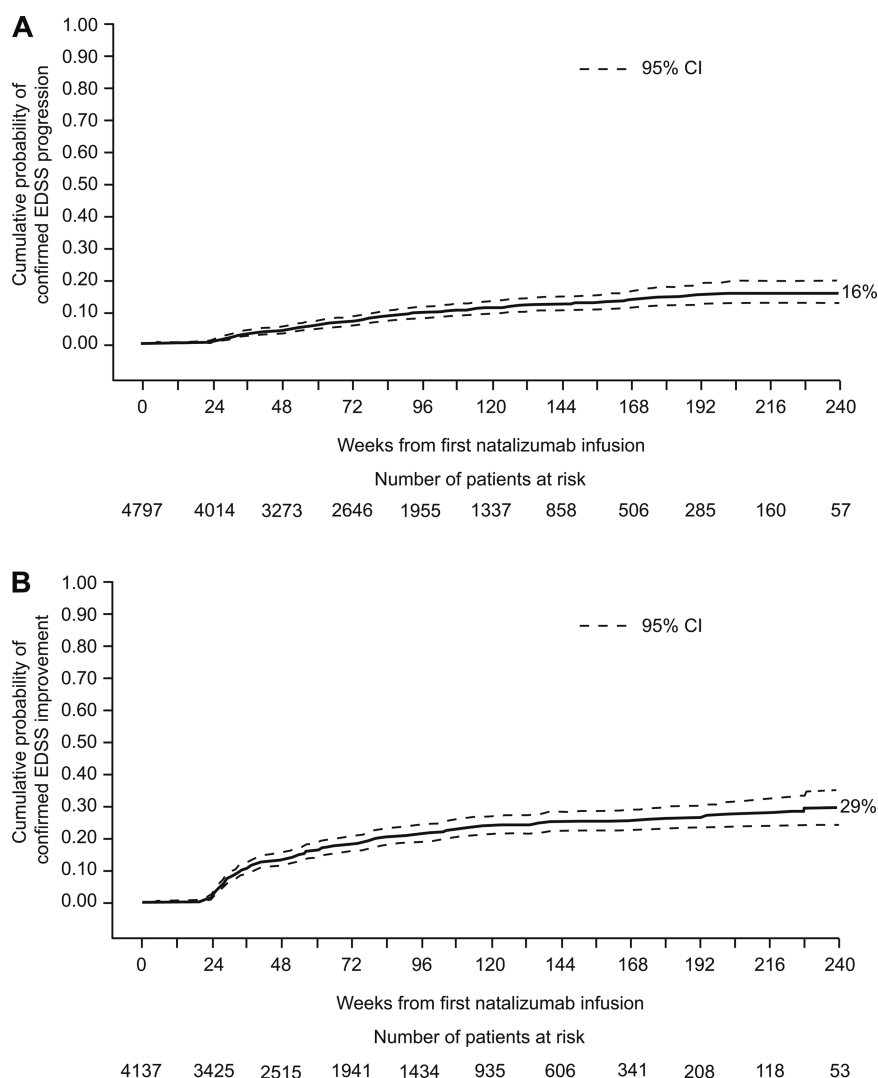 A
Cumulative probability of
confirmed EDSS progression
1.00
0.90
0.80
0.70
0.60
0.50
0.40
0.30
0.20
0.10
0.00
95% CI
16%
0 24 48 72 96 120 144 168 192 216 240
Weeks from first natalizumab infusion
Number of patients at risk
4797 4014 3273 2646 1955 1337 858 506 285 160 57
B
Cumulative probability of
confirmed EDSS improvement
1.00
0.90
0.80
0.70
0.60
0.50
0.40
0.30
0.20
0.10
0.00
95% CI
29%
0 24 48 72 96 120 144 168 192 216 240
Weeks from first natalizumab infusion
Number of patients at risk
4137 3425 2515 1941 1434 935 606 341 208 118 53